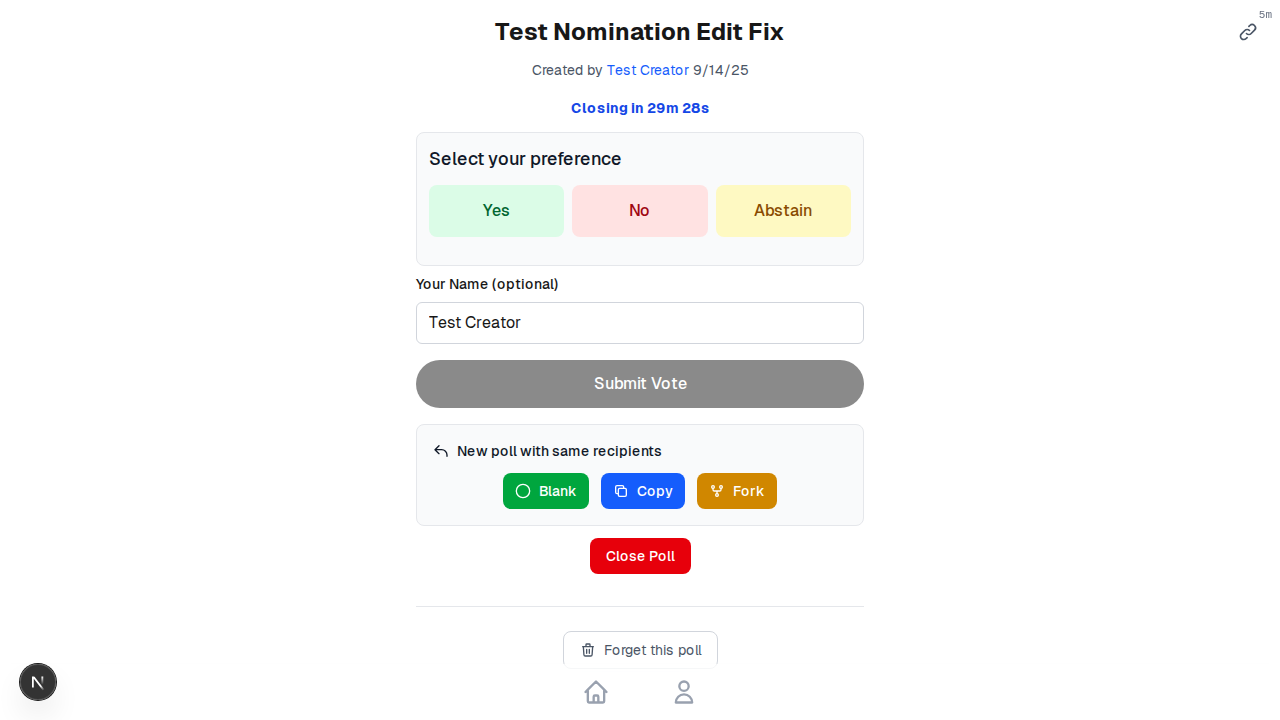 5m
Test Nomination Edit Fix
Created by Test Creator 9/14/25
Closing in 29m 28s
Select your preference
Yes No Abstain
Your Name (optional)
Test Creator
Submit Vote
New poll with same recipients
Blank Copy Fork
Close Poll
Forget this poll
N